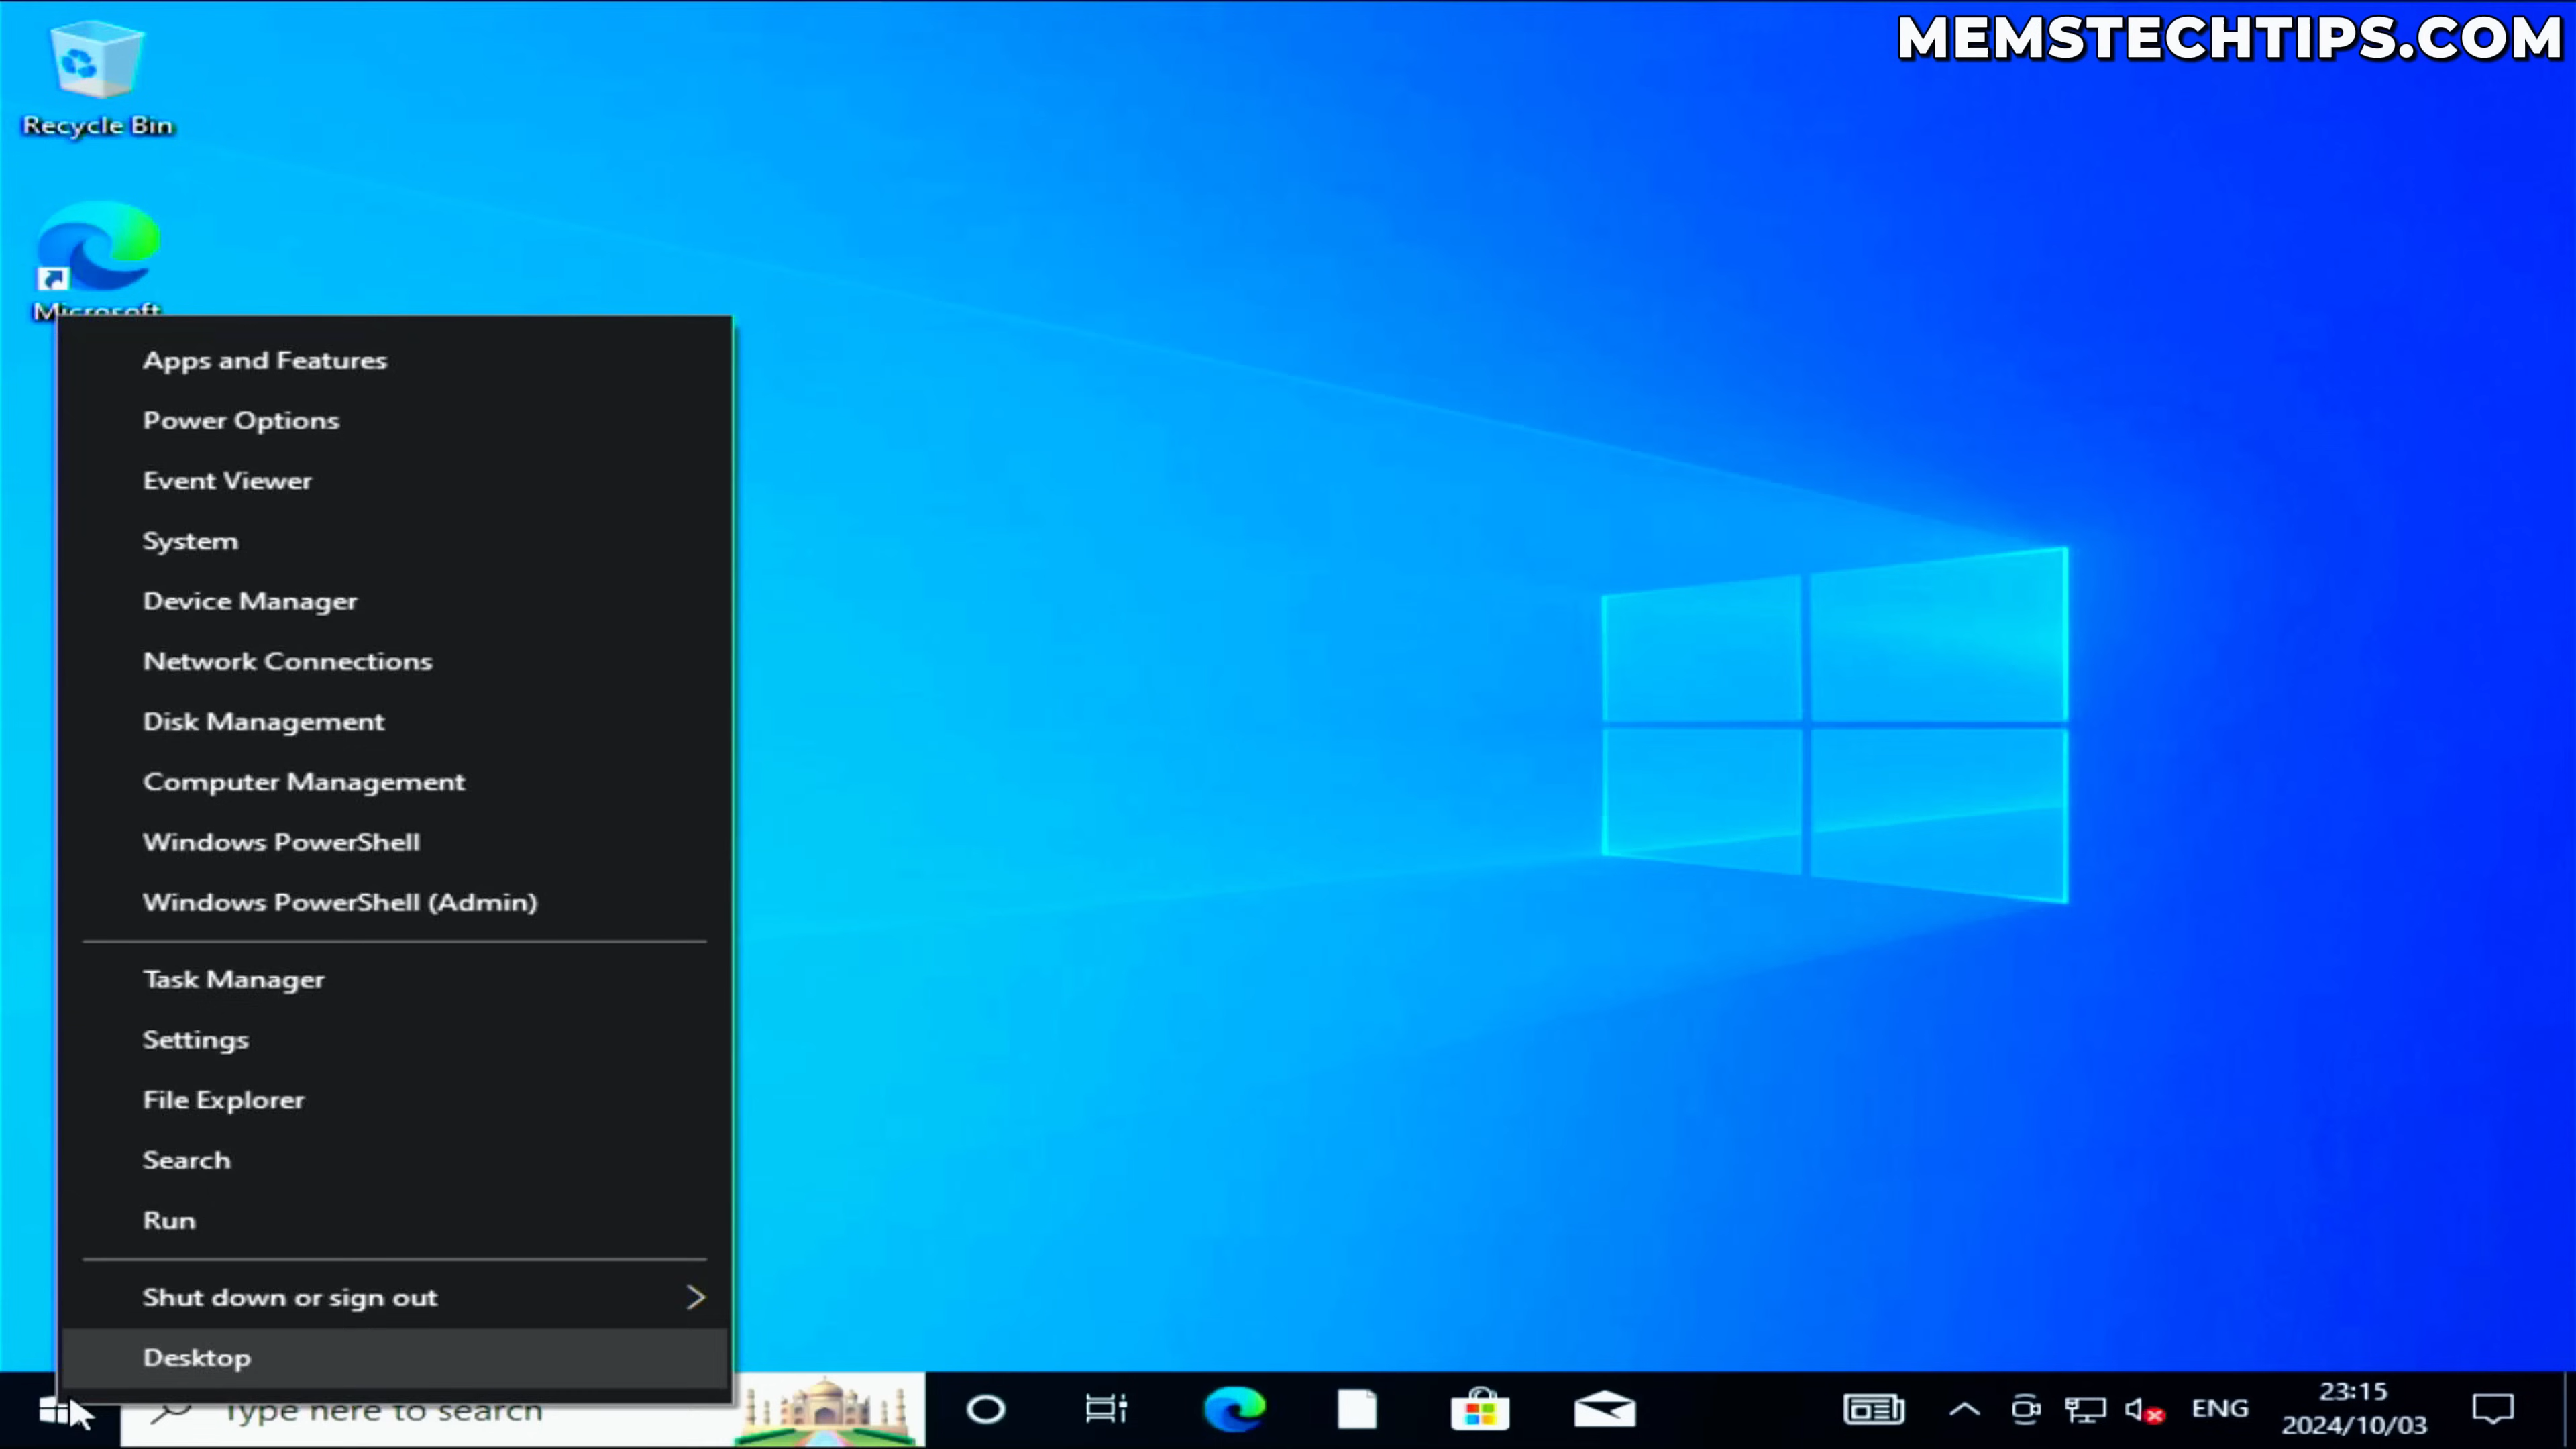 MEMSTECHTIPS.COM
Recycle Bin
Microsoft
Apps and Features
Power Options
Event Viewer
System
Device Manager
Network Connections
Disk Management
Computer Management
Windows PowerShell
Windows PowerShell (Admin)
Task Manager
Settings
File Explorer
Search
Run
Shut down or sign out
Desktop
Type here to search
ENG
23:15
2024/10/03